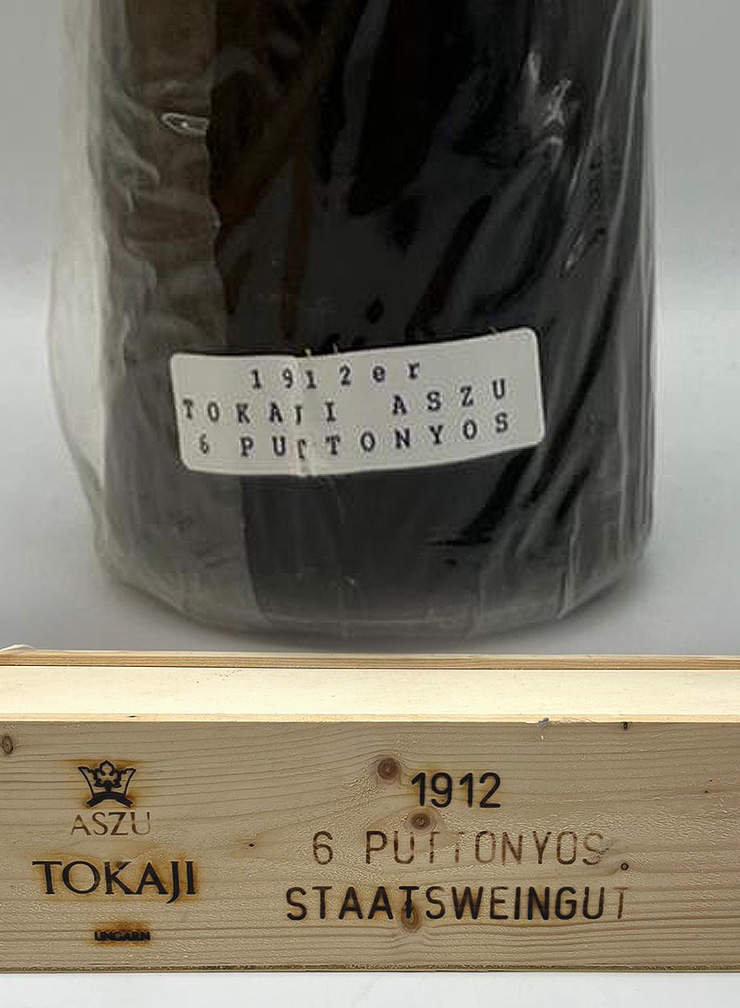 1912er
TOKAJI ASZU
6 PUTTONYOS
ASZU
TOKAJI
UNGARN
1912
6 PUTTONYOS
STAATSWEINGUT